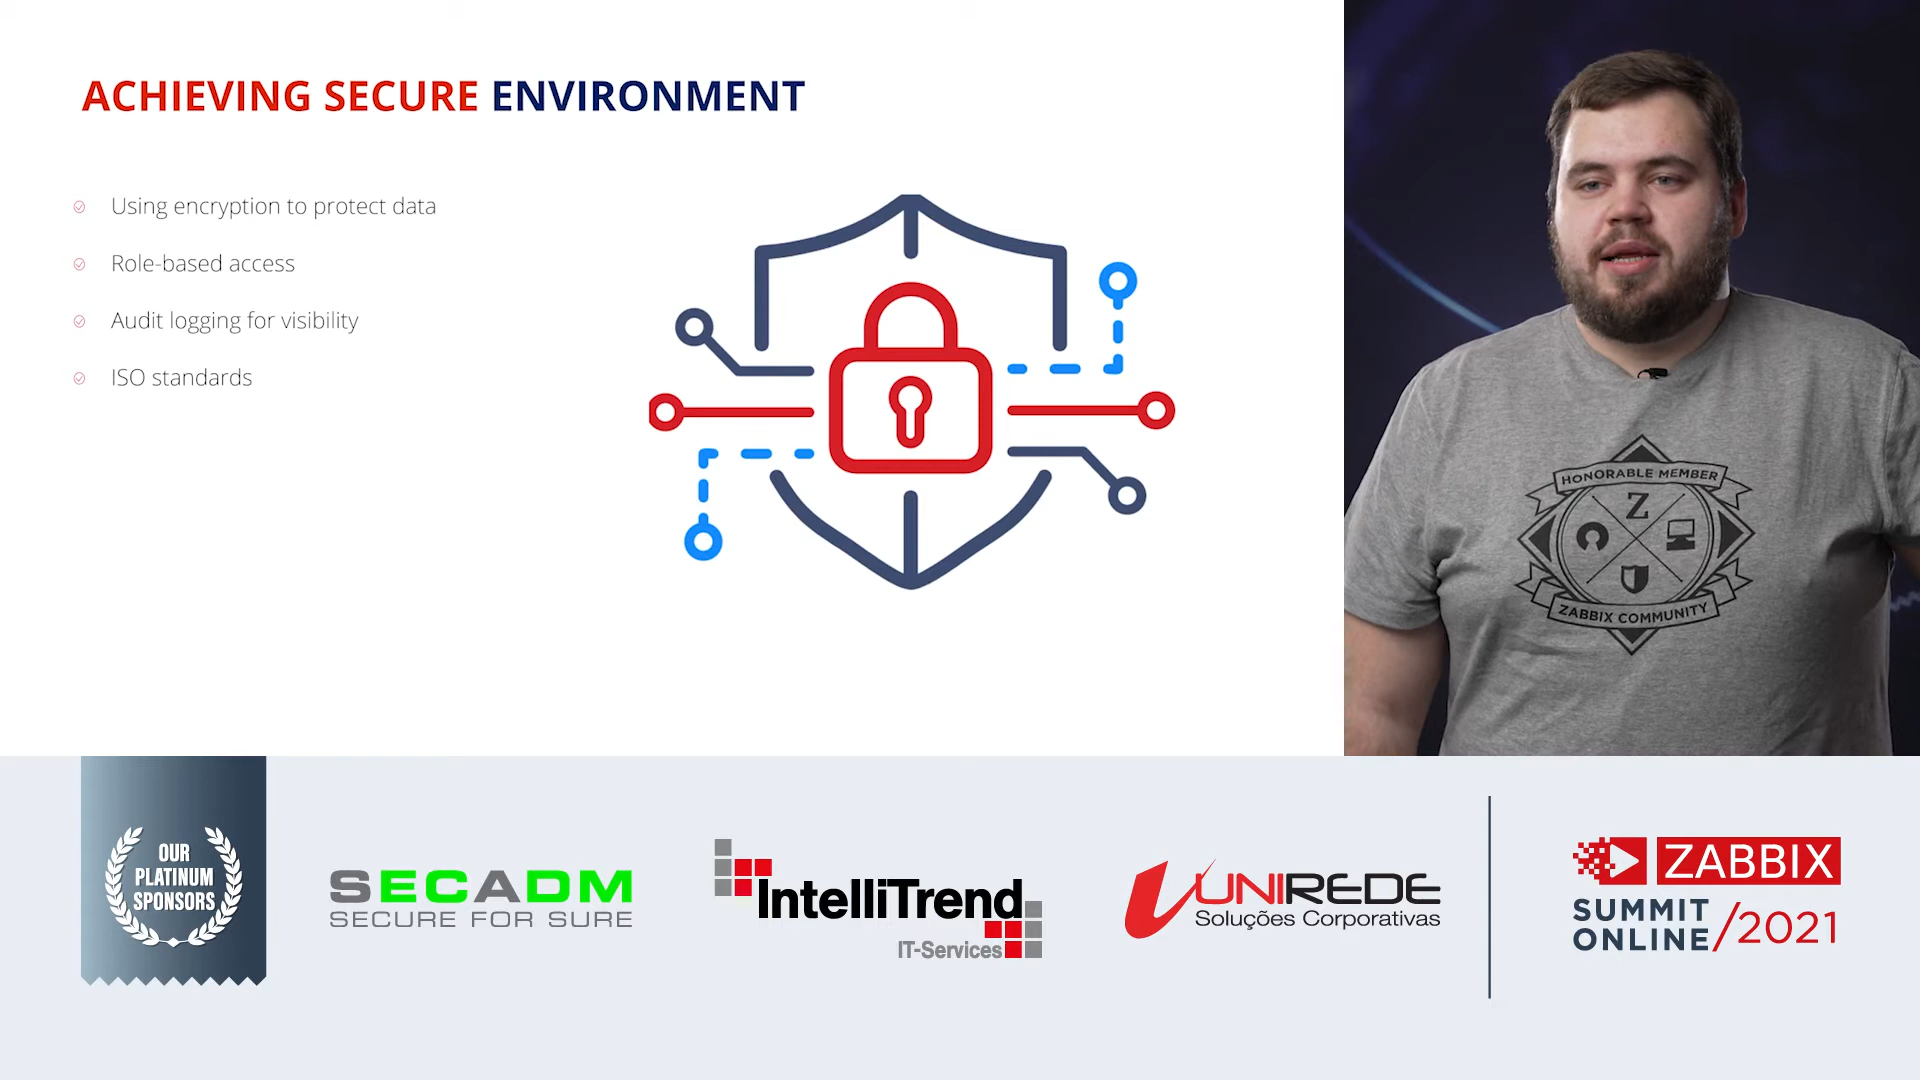 ACHIEVING SECURE ENVIRONMENT
Using encryption to protect data
Role-based access
Audit logging for visibility
ISO standards
HONORABLE MEMBER
Z
ZABBIX COMMUNITY
OUR
PLATINUM
SPONSORS
SECADM
SECURE FOR SURE
IntelliTrend
IT-Services
UNIREDE
Soluções Corporativas
ZABBIX
SUMMIT
ONLINE/2021